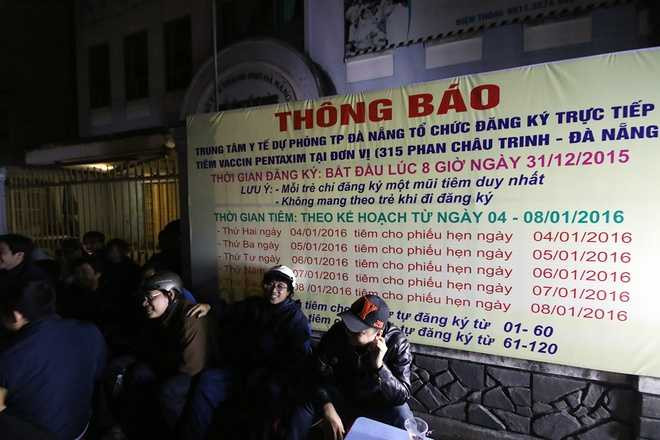 THÔNG BÁO
TRUNG TÂM Y TẾ DỰ PHÒNG TP ĐÀ NẴNG TỔ CHỨC ĐĂNG KÝ TRỰC TIẾP
TIÊM VACCIN PENTAXIM TẠI ĐƠN VỊ (315 PHAN CHÂU TRINH - ĐÀ NẴNG
THỜI GIAN ĐĂNG KÝ: BẮT ĐẦU LÚC 8 GIỜ NGÀY 31/12/2015
LƯU Ý: - Mỗi trẻ chỉ đăng ký một mũi tiêm duy nhất
- Không mang theo trẻ khi đi đăng ký
THỜI GIAN TIÊM: THEO KẾ HOẠCH TỪ NGÀY 04 - 08/01/2016
- Thứ Hai ngày 04/01/2016 tiêm cho phiếu hẹn ngày 04/01/2016
- Thứ Ba ngày 05/01/2016 tiêm cho phiếu hẹn ngày 05/01/2016
- Thứ Tư ngày 06/01/2016 tiêm cho phiếu hẹn ngày 06/01/2016
- Thứ Năm 07/01/2016 tiêm cho phiếu hẹn ngày 07/01/2016
08/01/2016 tiêm cho phiếu hẹn ngày 08/01/2016
tiêm cho tự đăng ký từ 01- 60
tự đăng ký từ 61-120